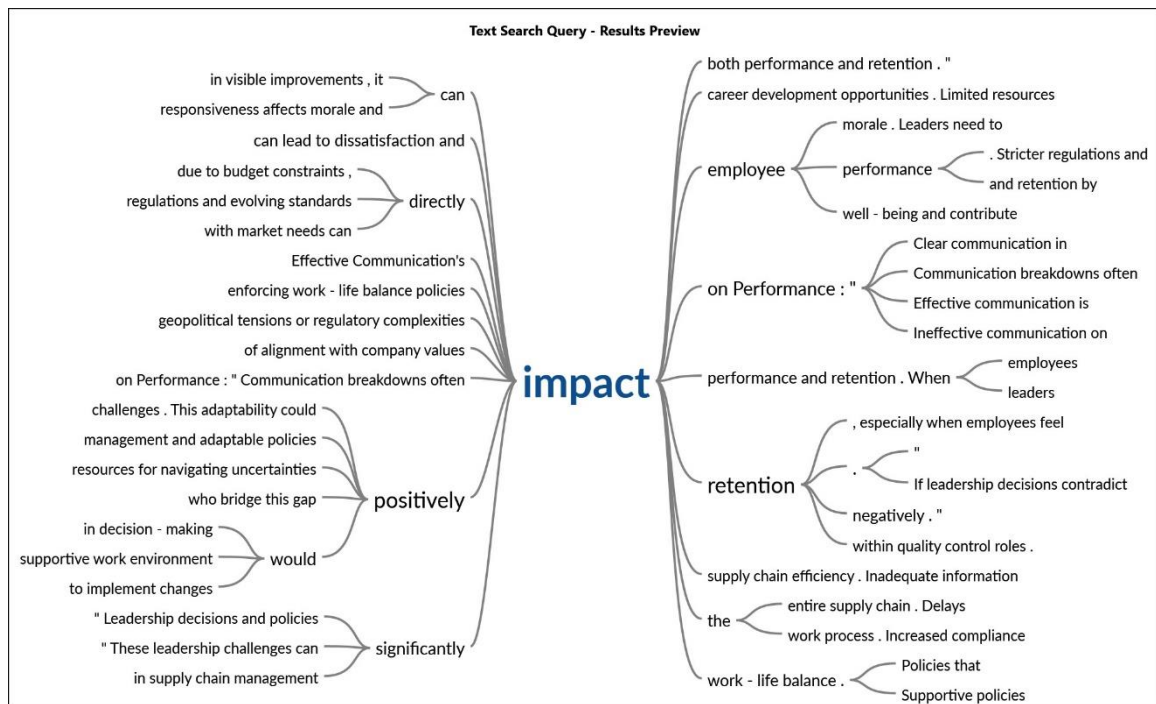 Text Search Query - Results Preview
in visible improvements , it
responsiveness affects morale and
can
can lead to dissatisfaction and
due to budget constraints ,
regulations and evolving standards
with market needs can
directly
Effective Communication's
enforcing work - life balance policies
geopolitical tensions or regulatory complexities
of alignment with company values
on Performance : " Communication breakdowns often
challenges . This adaptability could
management and adaptable policies
resources for navigating uncertainties
who bridge this gap
positively
in decision - making
supportive work environment
to implement changes
would
" Leadership decisions and policies
" These leadership challenges can
in supply chain management
significantly
impact
both performance and retention . "
career development opportunities . Limited resources
employee
morale . Leaders need to
performance
. Stricter regulations and
and retention by
well - being and contribute
on Performance : "
Clear communication in
Communication breakdowns often
Effective communication is
Ineffective communication on
performance and retention . When
employees
leaders
retention
, especially when employees feel
.
"
If leadership decisions contradict
negatively . "
within quality control roles .
supply chain efficiency . Inadequate information
the
entire supply chain . Delays
work process . Increased compliance
work - life balance .
Policies that
Supportive policies